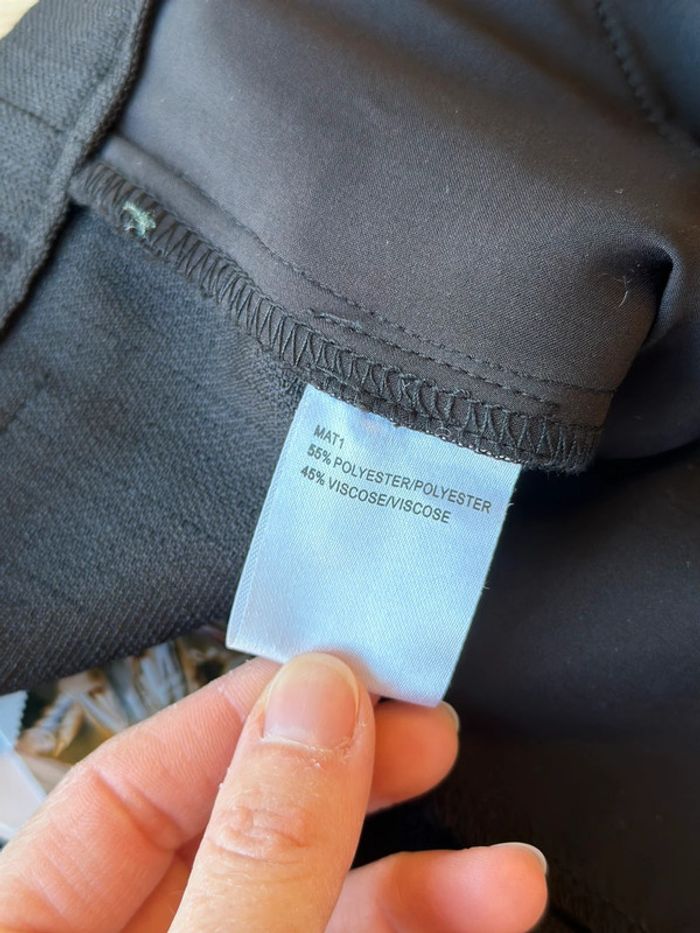 MAT1
55% POLYESTER/POLYESTER
45% VISCOSE/VISCOSE